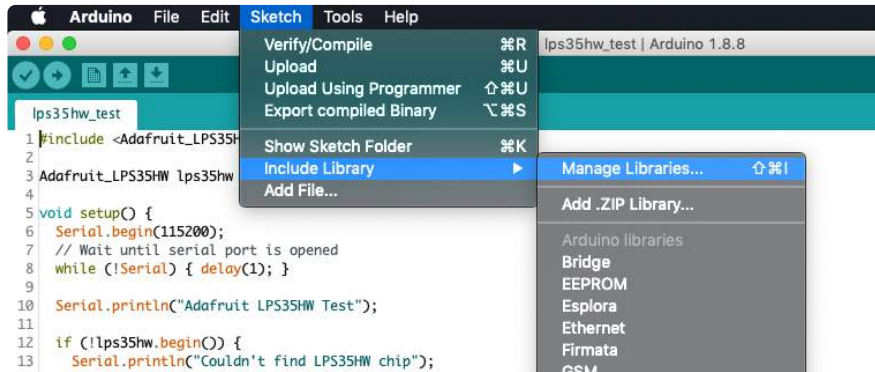 Arduino File Edit Sketch Tools Help
lps35hw_test | Arduino 1.8.8
Verify/Compile ⌘R
Upload ⌘U
Upload Using Programmer ⇧⌘U
Export compiled Binary ⌥⌘S
Show Sketch Folder ⌘K
Include Library ▶
Add File...
Manage Libraries... ⇧⌘I
Add .ZIP Library...
Arduino libraries
Bridge
EEPROM
Esplora
Ethernet
Firmata
GSM
lps35hw_test
1 #include <Adafruit_LPS35H
2
3 Adafruit_LPS35HW lps35hw
4
5 void setup() {
6 Serial.begin(115200);
7 // Wait until serial port is opened
8 while (!Serial) { delay(1); }
9
10 Serial.println("Adafruit LPS35HW Test");
11
12 if (!lps35hw.begin()) {
13 Serial.println("Couldn't find LPS35HW chip");